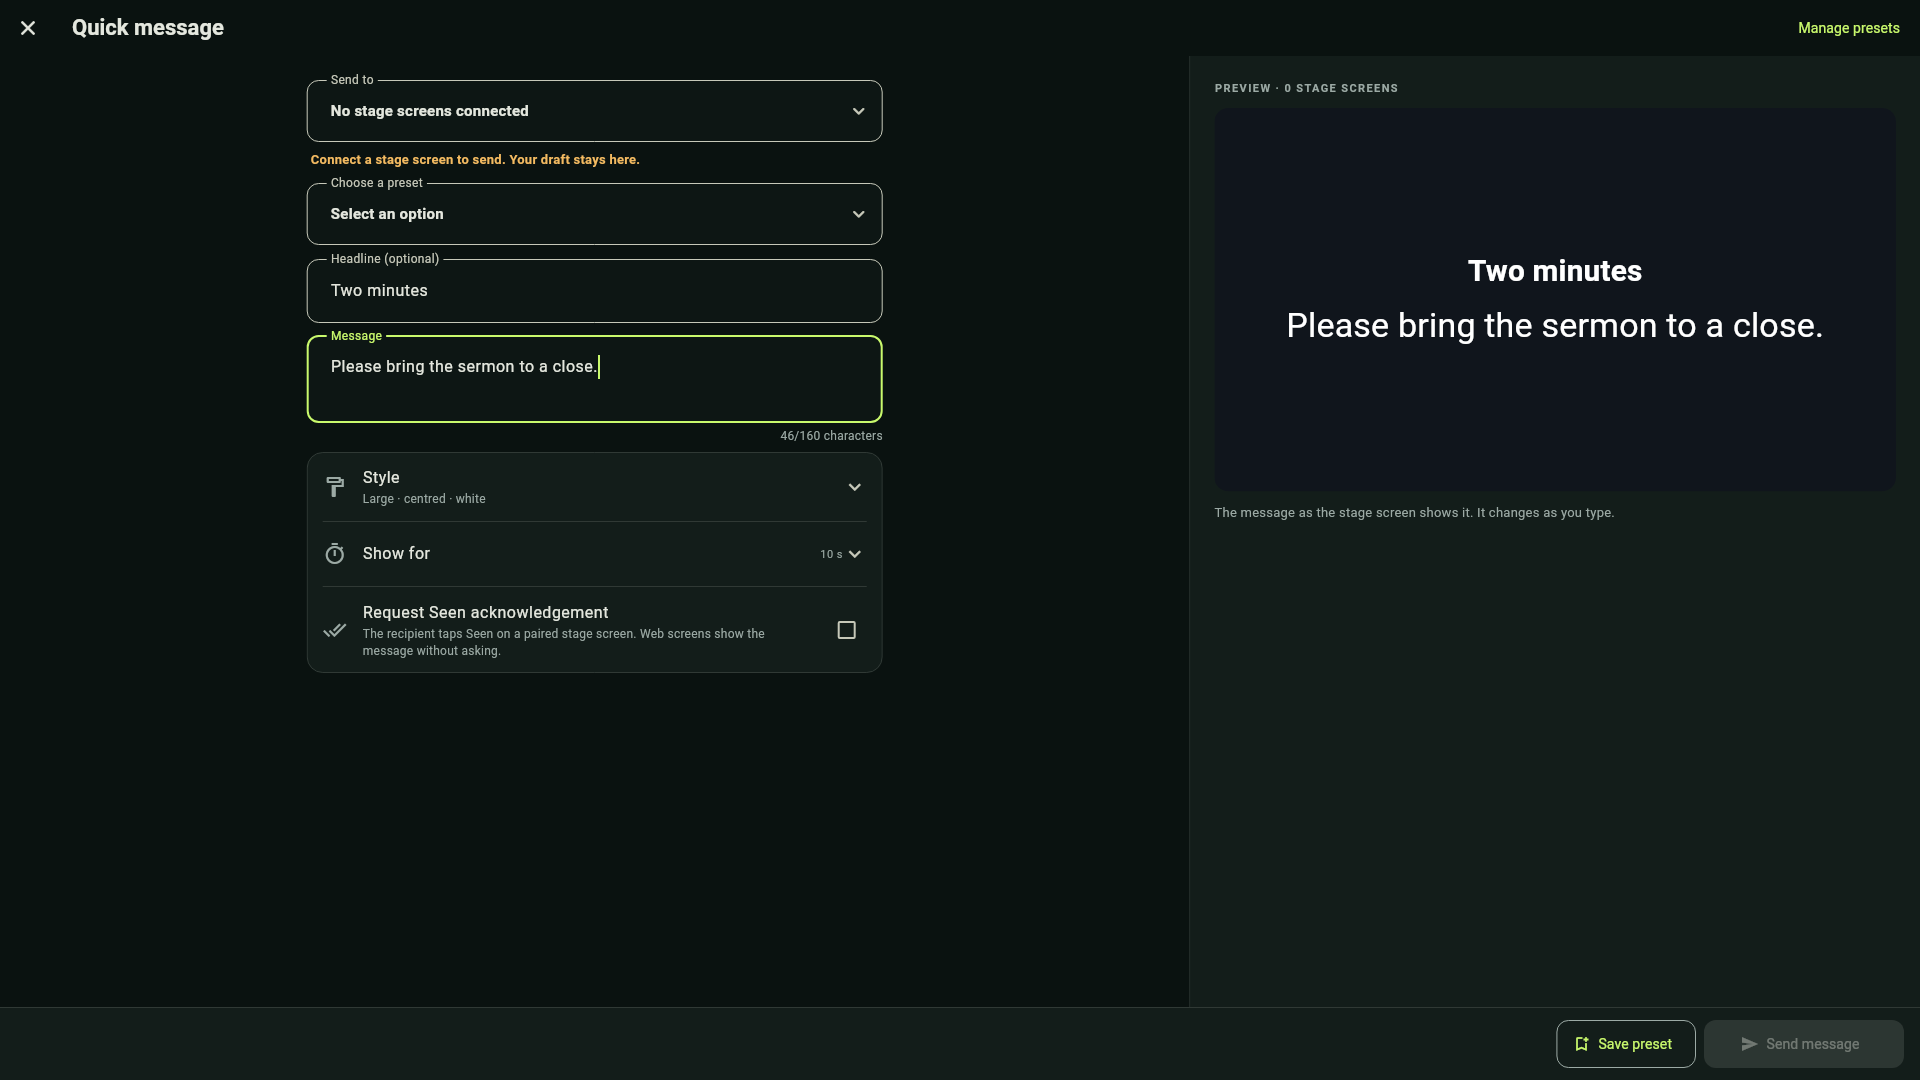 Quick message
Manage presets
Send to
No stage screens connected
Connect a stage screen to send. Your draft stays here.
Choose a preset
Select an option
Headline (optional)
Two minutes
Message
Please bring the sermon to a close.
46/160 characters
Style
Large · centred · white
Show for
10 s
Request Seen acknowledgement
The recipient taps Seen on a paired stage screen. Web screens show the
message without asking.
PREVIEW · 0 STAGE SCREENS
Two minutes
Please bring the sermon to a close.
The message as the stage screen shows it. It changes as you type.
Save preset
Send message